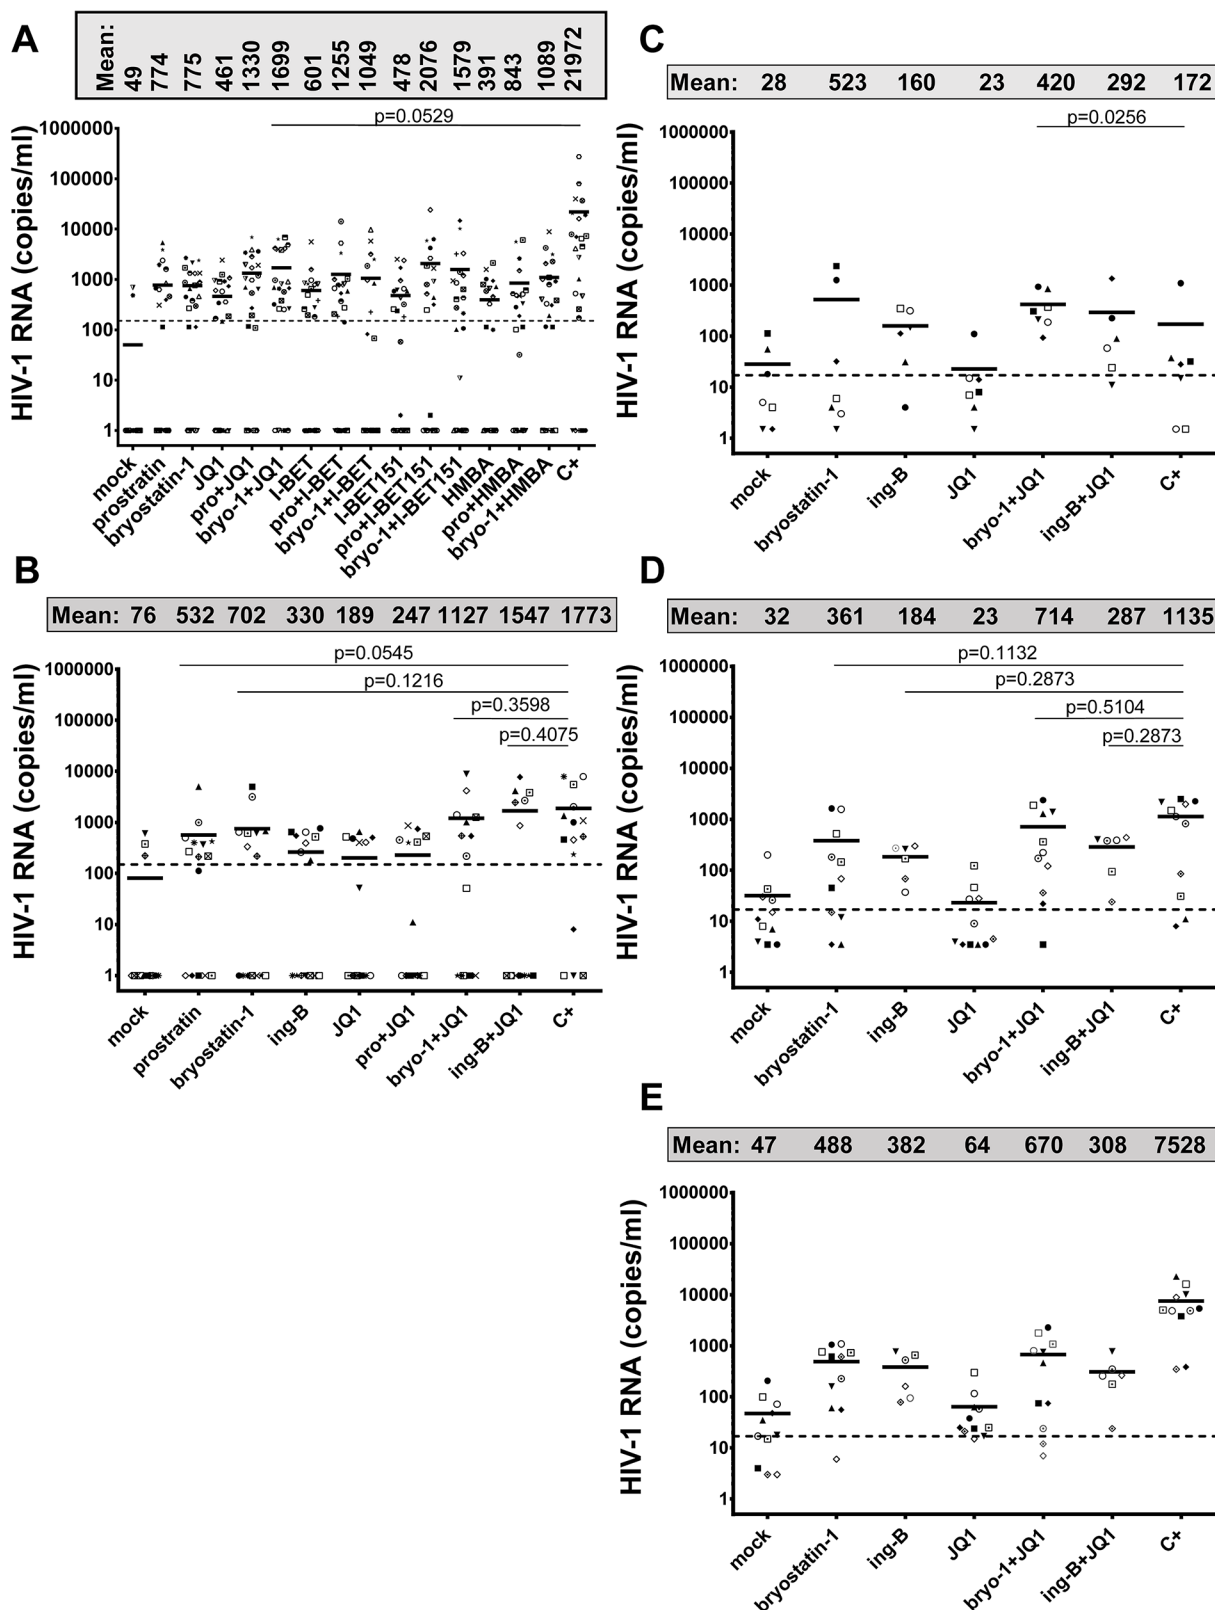 A
Mean: 49 774 775 461 1330 1699 601 1255 1049 478 2076 1579 391 843 1089 21972
p=0.0529
HIV-1 RNA (copies/ml)
1000000
100000
10000
1000
100
10
1
mock
prostratin
bryostatin-1
JQ1
pro+JQ1
bryo-1+JQ1
I-BET
pro+I-BET
bryo-1+I-BET
I-BET151
pro+I-BET151
bryo-1+I-BET151
HMBA
pro+HMBA
bryo-1+HMBA
C+
B
Mean: 76 532 702 330 189 247 1127 1547 1773
p=0.0545
p=0.1216
p=0.3598
p=0.4075
HIV-1 RNA (copies/ml)
1000000
100000
10000
1000
100
10
1
mock
prostratin
bryostatin-1
ing-B
JQ1
pro+JQ1
bryo-1+JQ1
ing-B+JQ1
C+
C
Mean: 28 523 160 23 420 292 172
p=0.0256
HIV-1 RNA (copies/ml)
1000000
100000
10000
1000
100
10
1
mock
bryostatin-1
ing-B
JQ1
bryo-1+JQ1
ing-B+JQ1
C+
D
Mean: 32 361 184 23 714 287 1135
p=0.1132
p=0.2873
p=0.5104
p=0.2873
HIV-1 RNA (copies/ml)
1000000
100000
10000
1000
100
10
1
mock
bryostatin-1
ing-B
JQ1
bryo-1+JQ1
ing-B+JQ1
C+
E
Mean: 47 488 382 64 670 308 7528
HIV-1 RNA (copies/ml)
1000000
100000
10000
1000
100
10
1
mock
bryostatin-1
ing-B
JQ1
bryo-1+JQ1
ing-B+JQ1
C+